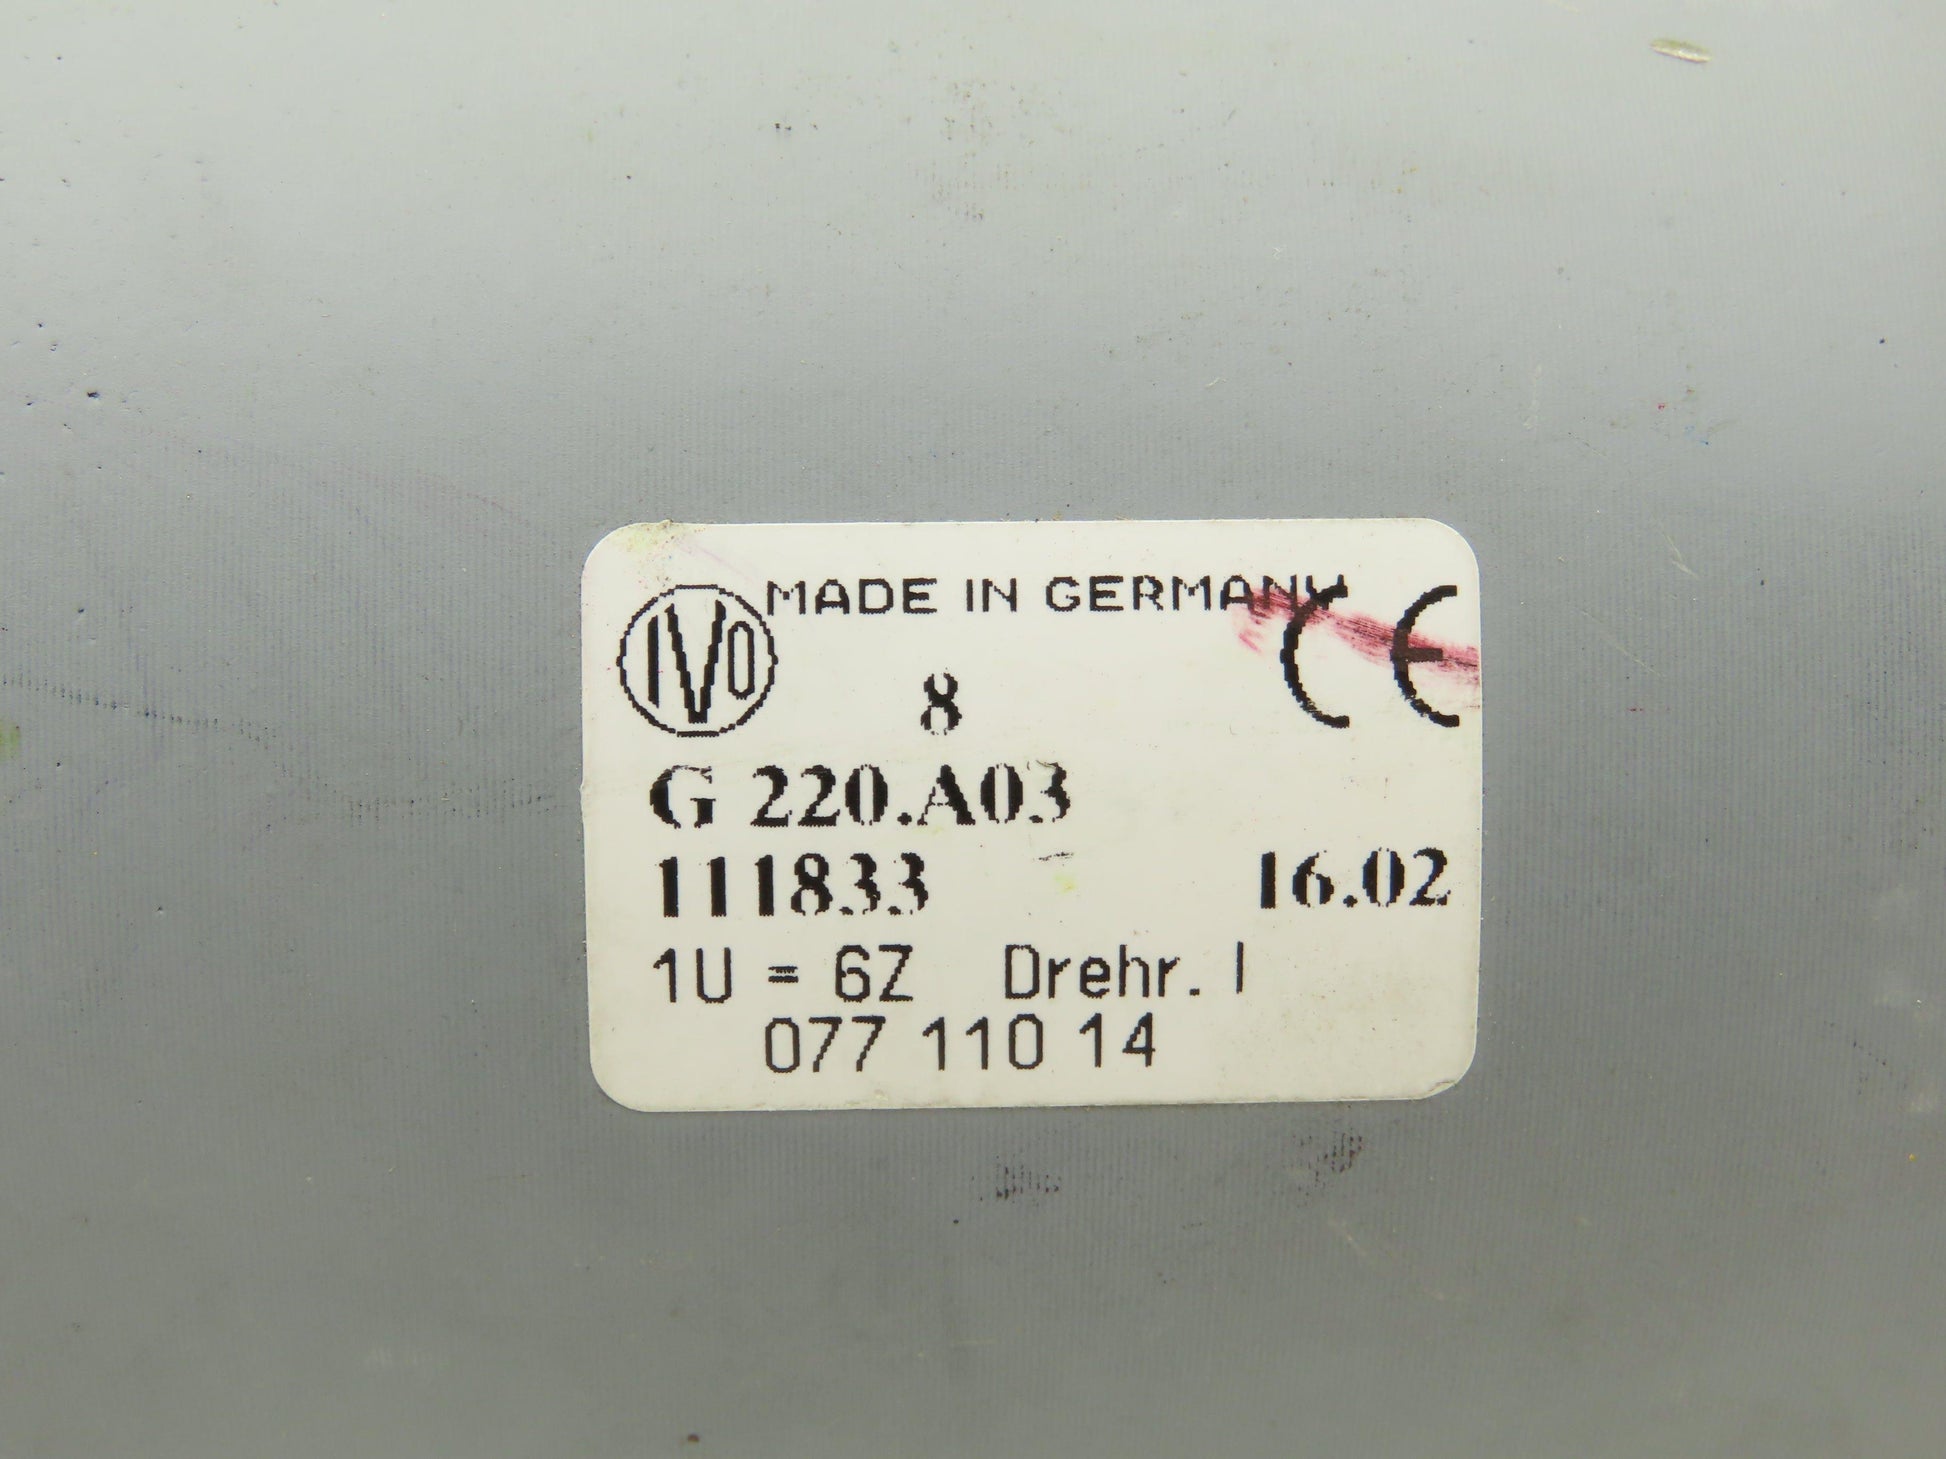 IVO MADE IN GERMANY CE
8
G 220.A03
111833 16.02
1U = 6Z Drehr. I
077 110 14